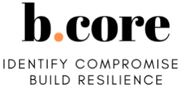 b.core
IDENTIFY COMPROMISE
BUILD RESILIENCE